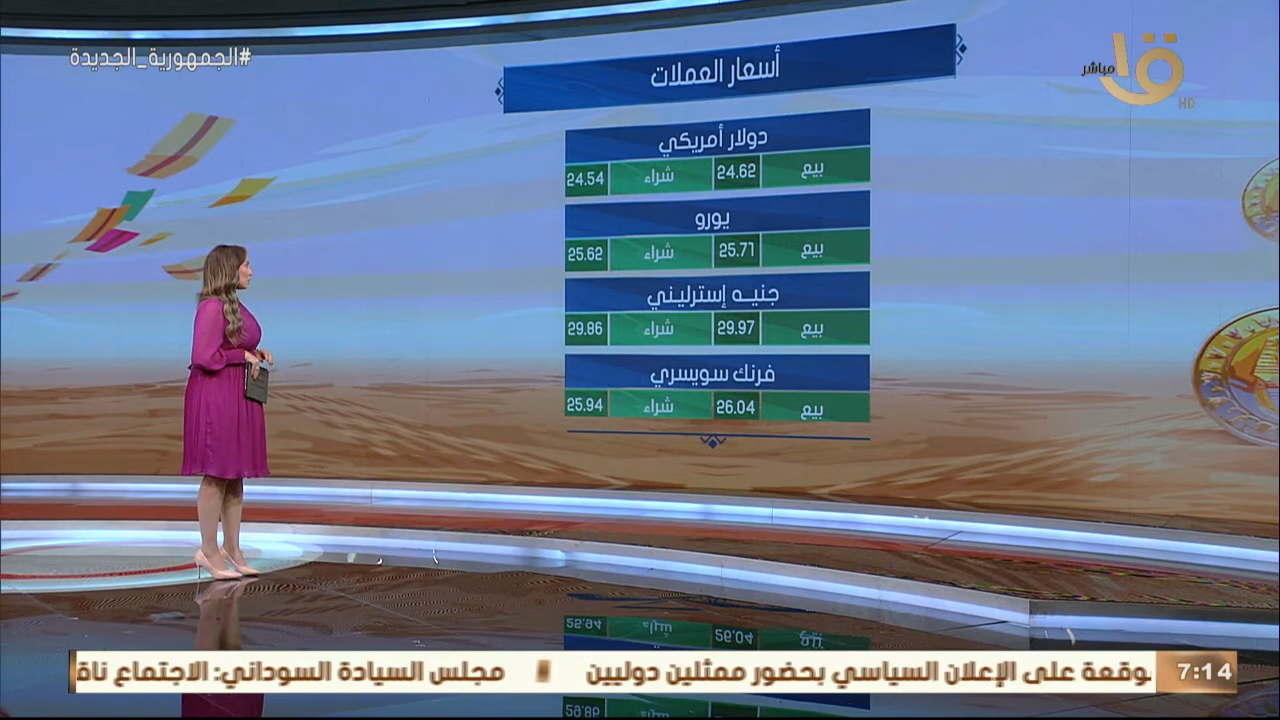 #الجمهورية_الجديدة
مباشر
HD
أسعار العملات
دولار أمريكي
بيع 24.62 شراء 24.54
يورو
بيع 25.71 شراء 25.62
جنيه إسترليني
بيع 29.97 شراء 29.86
فرنك سويسري
بيع 26.04 شراء 25.94
7:14 وقعة على الإعلان السياسي بحضور ممثلين دوليين مجلس السيادة السوداني: الاجتماع ناق